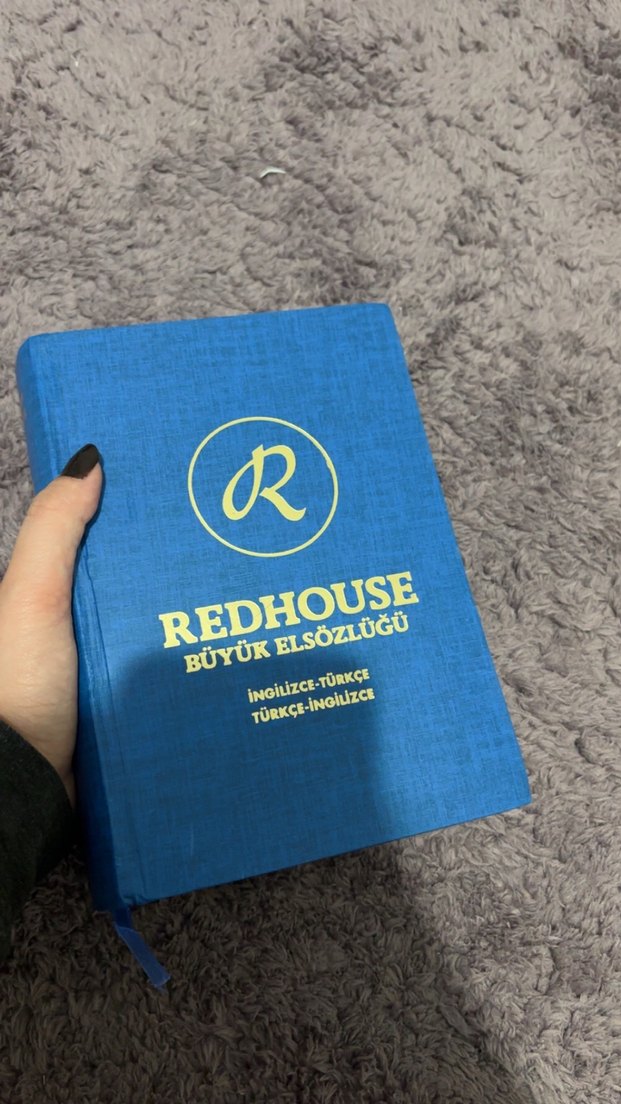 R
REDHOUSE
BÜYÜK ELSÖZLÜĞÜ
İNGİLİZCE-TÜRKÇE
TÜRKÇE-İNGİLİZCE